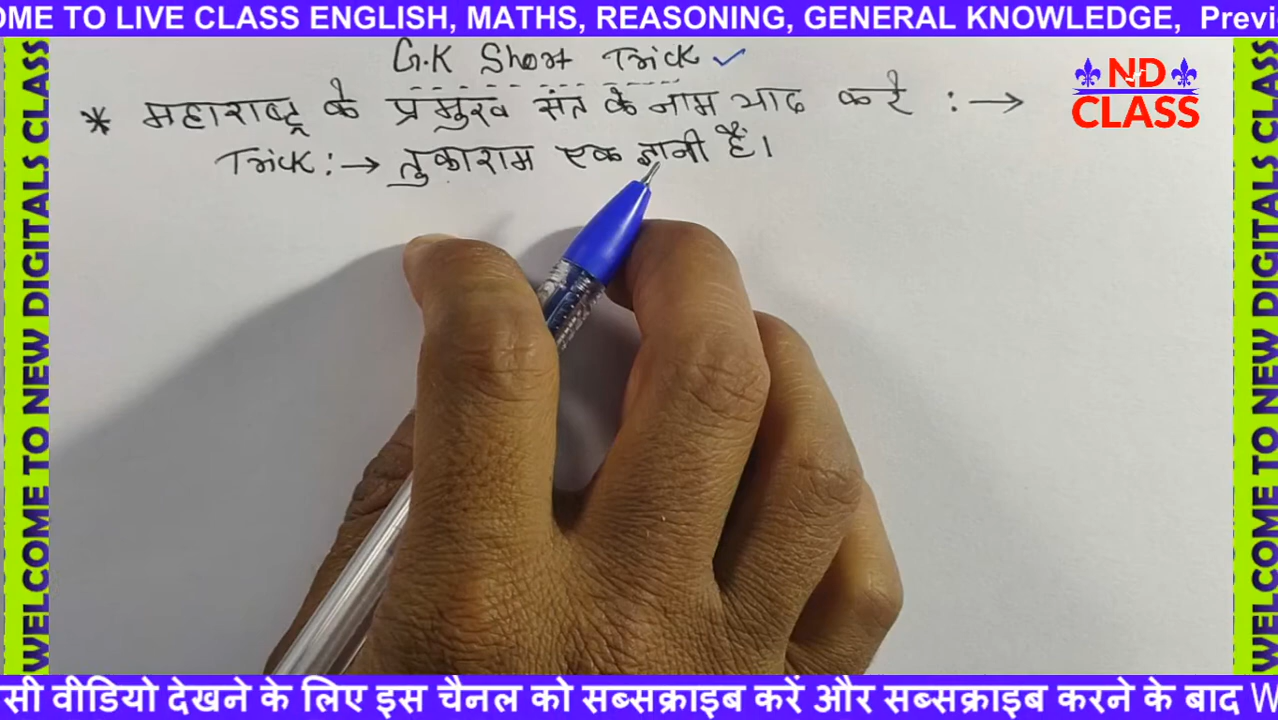 OME TO LIVE CLASS ENGLISH, MATHS, REASONING, GENERAL KNOWLEDGE, Previ
G.K Short Trick ✓
* महाराष्ट्र के प्रमुख संत के नाम याद करे :→
Trick :→ तुकाराम एक ज्ञानी हैं।
ND
CLASS
WELCOME TO NEW DIGITALS CLASS
WELCOME TO NEW DIGITALS CLASS
सी वीडियो देखने के लिए इस चैनल को सब्सक्राइब करें और सब्सक्राइब करने के बाद W